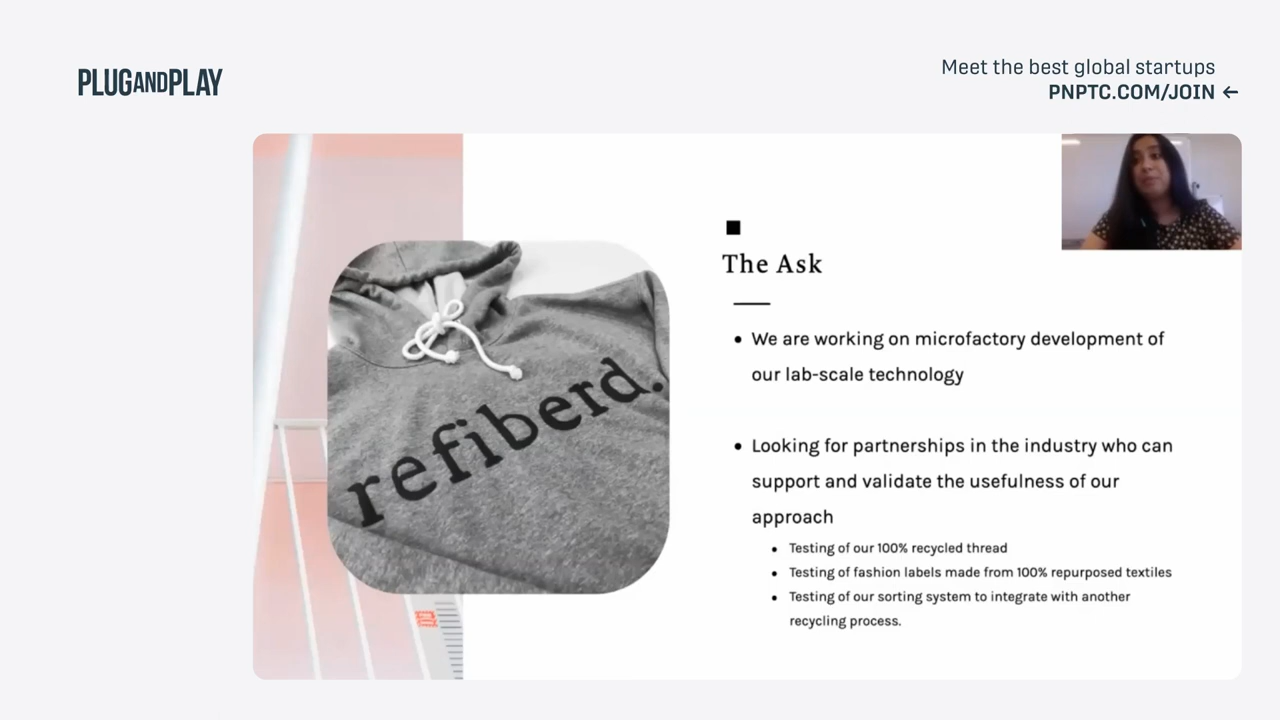 PLUGANDPLAY
Meet the best global startups
PNPTC.COM/JOIN ←
The Ask
• We are working on microfactory development of
our lab-scale technology
• Looking for partnerships in the industry who can
support and validate the usefulness of our
approach
• Testing of our 100% recycled thread
• Testing of fashion labels made from 100% repurposed textiles
• Testing of our sorting system to integrate with another
recycling process.
refiberd.